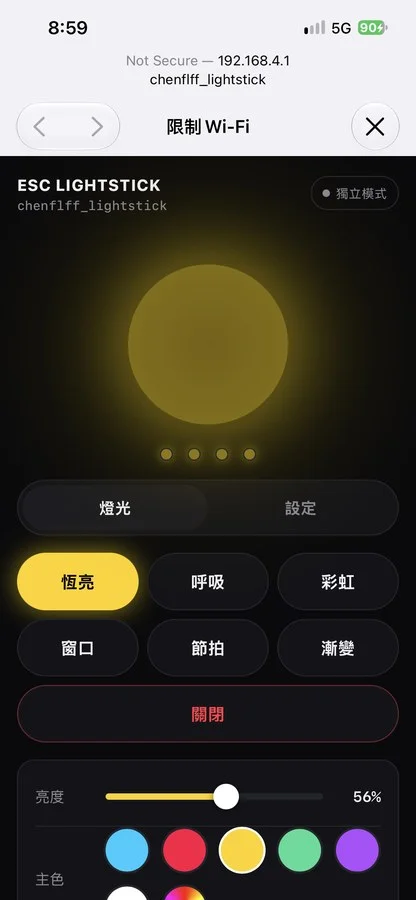 8:59
5G 90
Not Secure — 192.168.4.1
chenflff_lightstick
限制 Wi-Fi
ESC LIGHTSTICK
chenflff_lightstick
獨立模式
燈光 設定
恆亮 呼吸 彩虹
窗口 節拍 漸變
關閉
亮度 56%
主色